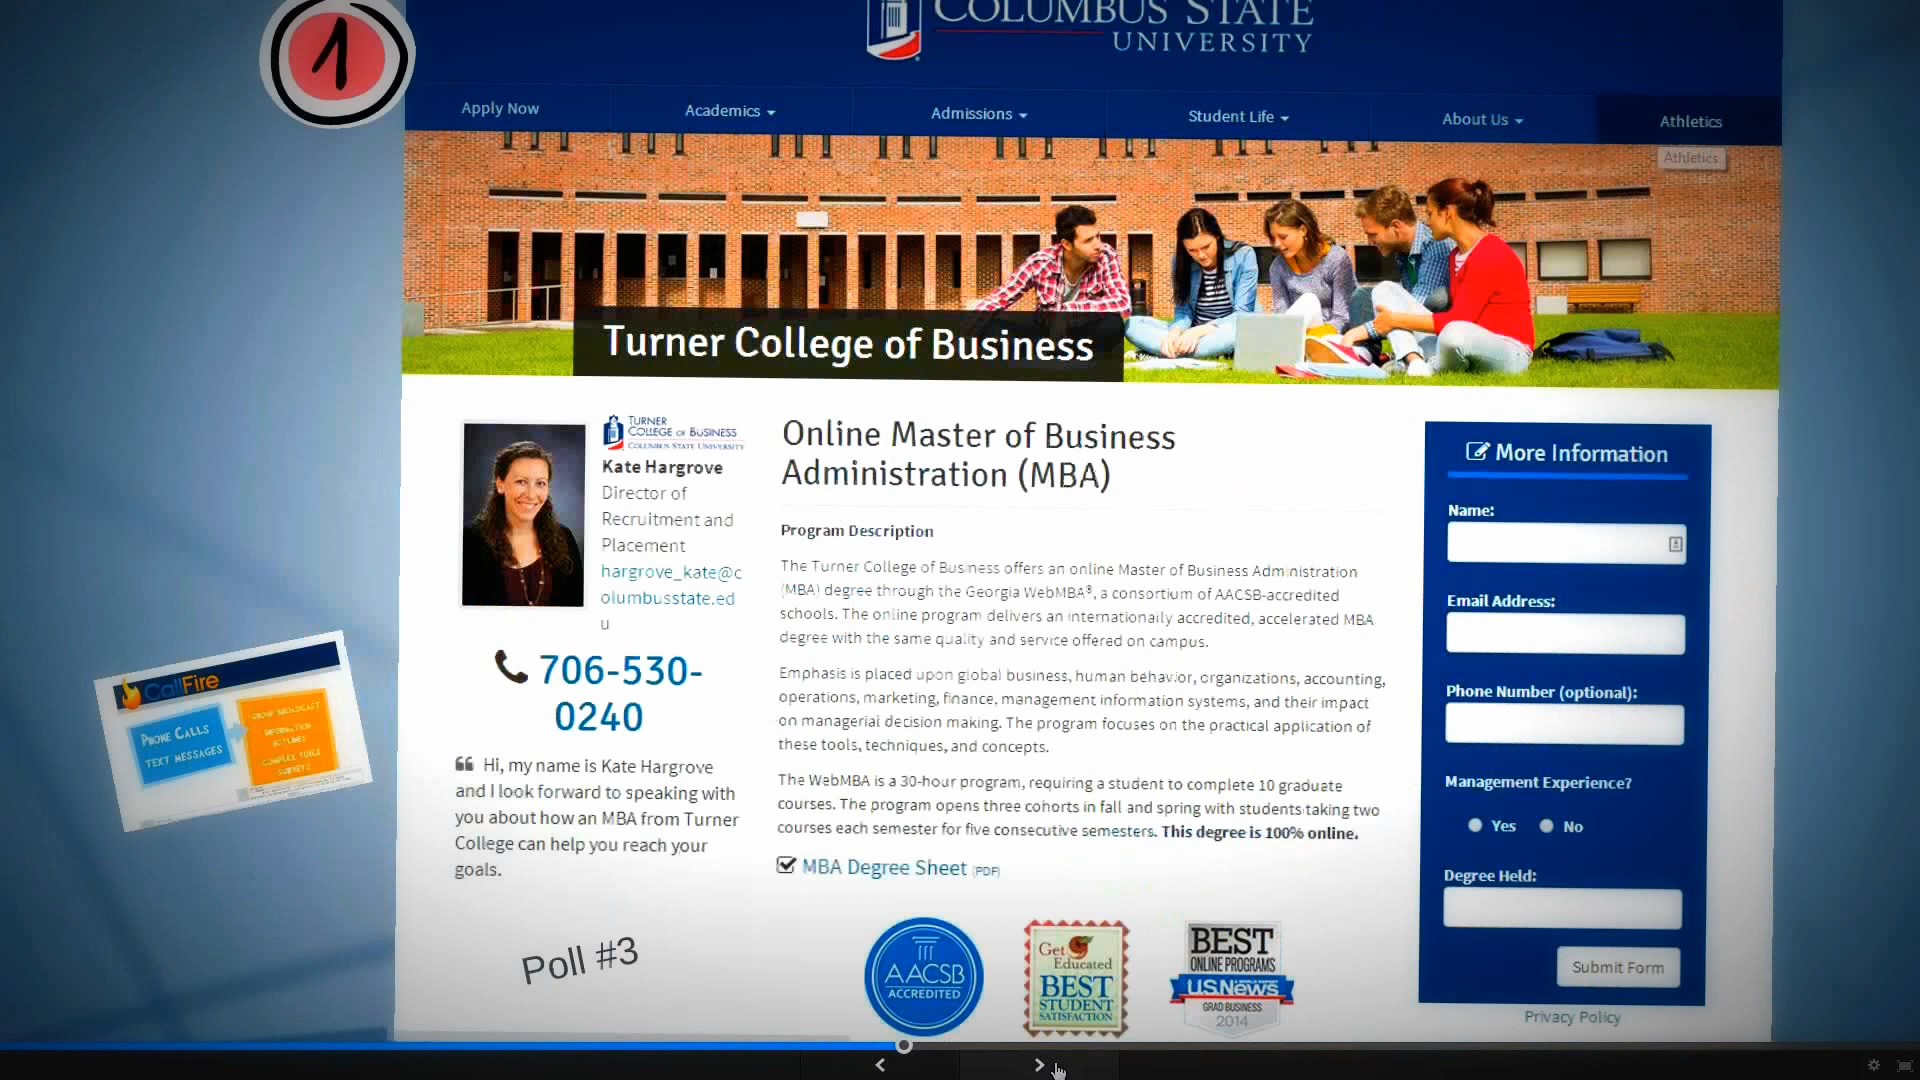 1
COLUMBUS STATE
UNIVERSITY
Apply Now
Academics
Admissions
Student Life
About Us
Athletics
Athletics
Turner College of Business
TURNER
COLLEGE OF BUSINESS
COLUMBUS STATE UNIVERSITY
Kate Hargrove
Director of
Recruitment and
Placement
hargrove_kate@c
olumbusstate.ed
u
706-530-
0240
Hi, my name is Kate Hargrove
and I look forward to speaking with
you about how an MBA from Turner
College can help you reach your
goals.
Online Master of Business
Administration (MBA)
Program Description
The Turner College of Business offers an online Master of Business Administration
(MBA) degree through the Georgia WebMBA®, a consortium of AACSB-accredited
schools. The online program delivers an internationally accredited, accelerated MBA
degree with the same quality and service offered on campus.
Emphasis is placed upon global business, human behavior, organizations, accounting,
operations, marketing, finance, management information systems, and their impact
on managerial decision making. The program focuses on the practical application of
these tools, techniques, and concepts.
The WebMBA is a 30-hour program, requiring a student to complete 10 graduate
courses. The program opens three cohorts in fall and spring with students taking two
courses each semester for five consecutive semesters. This degree is 100% online.
MBA Degree Sheet (PDF)
AACSB
ACCREDITED
Get
Educated
BEST
STUDENT
SATISFACTION
BEST
ONLINE PROGRAMS
U.S.News
GRAD BUSINESS
2014
More Information
Name:
Email Address:
Phone Number (optional):
Management Experience?
Yes
No
Degree Held:
Submit Form
Privacy Policy
CallFire
PHONE CALLS
TEXT MESSAGES
GROUP BROADCAST
INFORMATION
HOTLINES
COMPLEX VOICE
SURVEYS
Poll #3